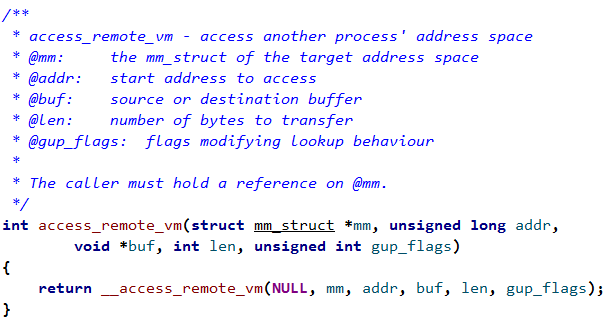 /**
 * access_remote_vm - access another process' address space
 * @mm:     the mm_struct of the target address space
 * @addr:   start address to access
 * @buf:    source or destination buffer
 * @len:    number of bytes to transfer
 * @gup_flags:  flags modifying lookup behaviour
 *
 * The caller must hold a reference on @mm.
 */
int access_remote_vm(struct mm_struct *mm, unsigned long addr,
        void *buf, int len, unsigned int gup_flags)
{
    return __access_remote_vm(NULL, mm, addr, buf, len, gup_flags);
}